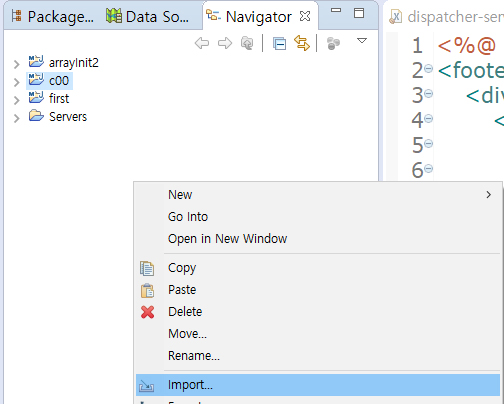 Package... Data So... Navigator
dispatcher-ser
arrayInit2
c00
first
Servers
1 <%@
2 <foote
3 <div
4 <
5
6
New
Go Into
Open in New Window
Copy
Paste
Delete
Move...
Rename...
Import...